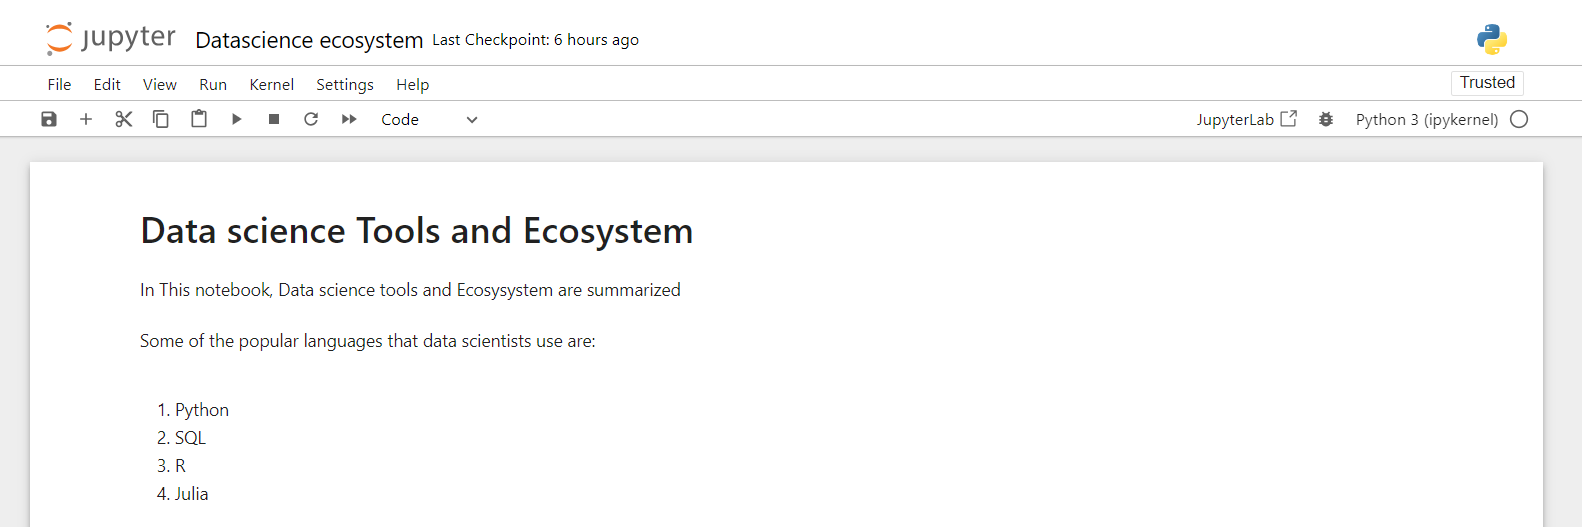 jupyter Datascience ecosystem Last Checkpoint: 6 hours ago
File Edit View Run Kernel Settings Help Trusted
Code JupyterLab Python 3 (ipykernel)
Data science Tools and Ecosystem
In This notebook, Data science tools and Ecosysystem are summarized
Some of the popular languages that data scientists use are:
1. Python
2. SQL
3. R
4. Julia